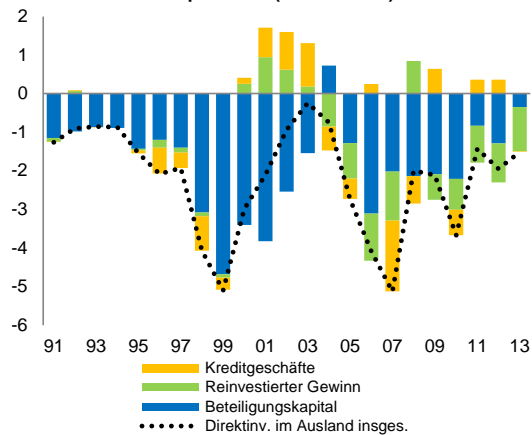 2
1
0
-1
-2
-3
-4
-5
-6
91 93 95 97 99 01 03 05 07 09 11 13
Kreditgeschäfte
Reinvestierter Gewinn
Beteiligungskapital
Direktinv. im Ausland insges.